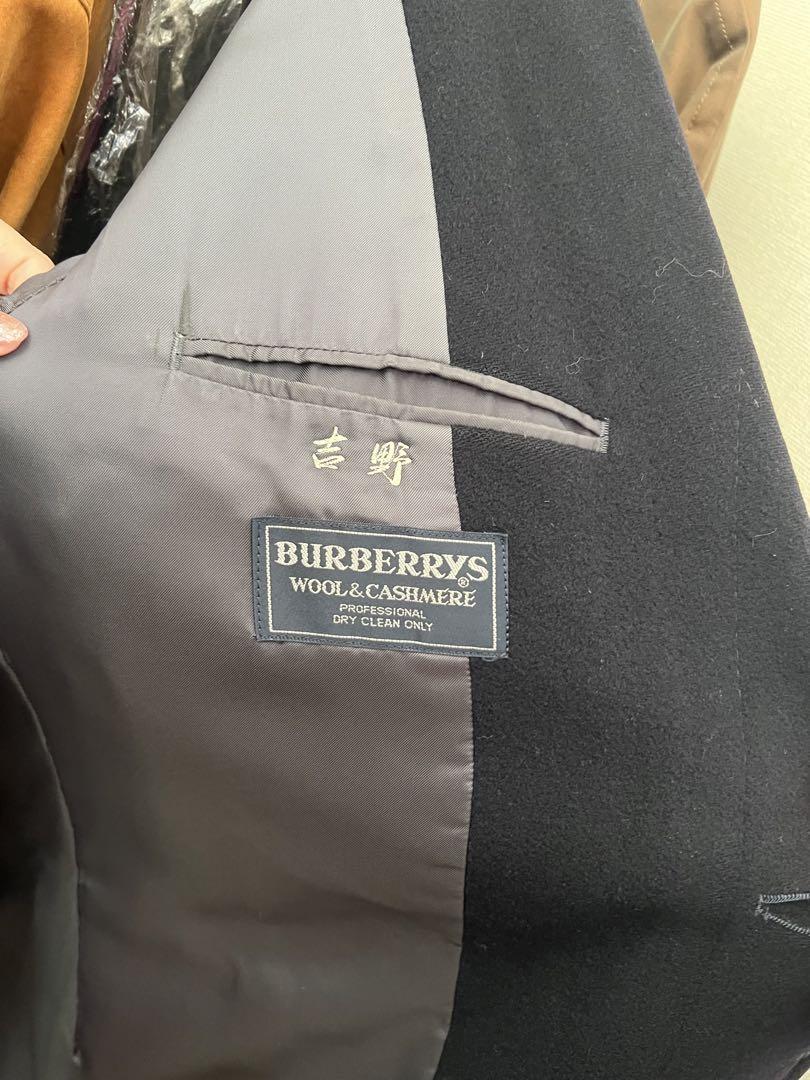 吉野
BURBERRYS
®
WOOL & CASHMERE
PROFESSIONAL
DRY CLEAN ONLY